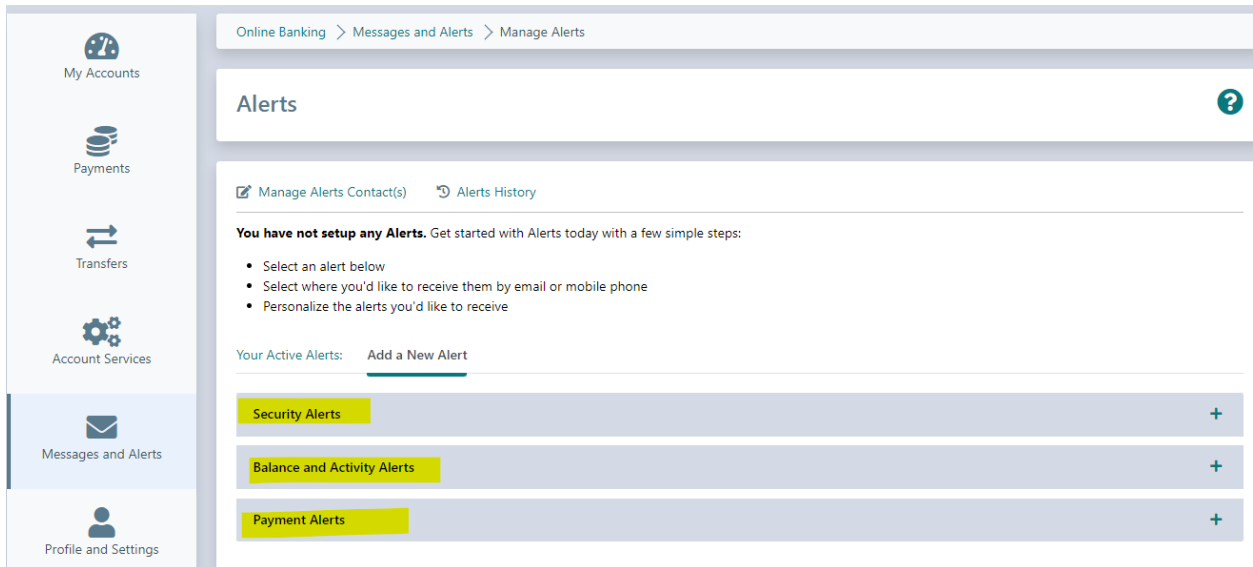 Online Banking > Messages and Alerts > Manage Alerts
My Accounts
Payments
Transfers
Account Services
Messages and Alerts
Profile and Settings
Alerts
?
Manage Alerts Contact(s) Alerts History
You have not setup any Alerts. Get started with Alerts today with a few simple steps:
• Select an alert below
• Select where you'd like to receive them by email or mobile phone
• Personalize the alerts you'd like to receive
Your Active Alerts: Add a New Alert
Security Alerts +
Balance and Activity Alerts +
Payment Alerts +